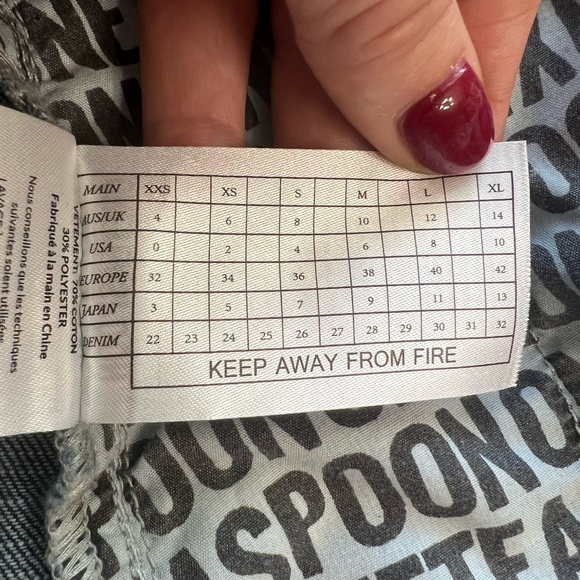 MAIN XXS XS S M L XL
AUS/UK 4 6 8 10 12 14
USA 0 2 4 6 8 10
EUROPE 32 34 36 38 40 42
JAPAN 3 5 7 9 11 13
DENIM 22 23 24 25 26 27 28 29 30 31 32
KEEP AWAY FROM FIRE
VETEMENT: 70% COTON
30% POLYESTER
Fabriqué à la main en Chine
Nous conseillons que les techniques
suivantes soient utilisées
SPOON